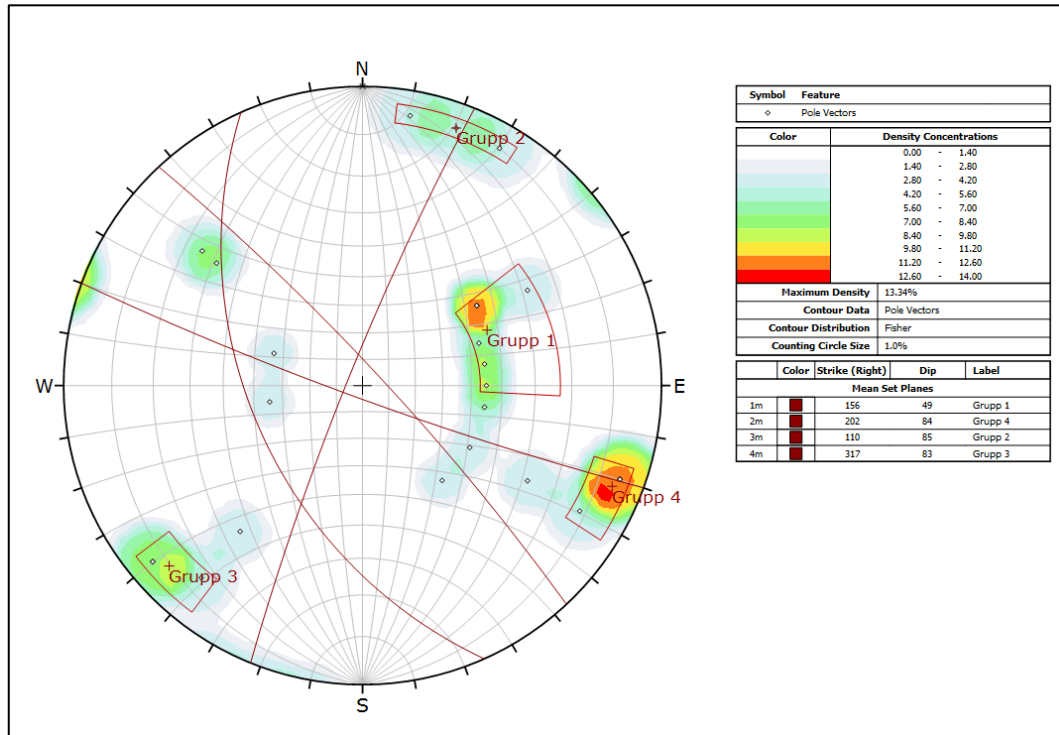 N
W
E
S
Grupp 2
Grupp 1
Grupp 4
Grupp 3
Symbol Feature
Pole Vectors
Color Density Concentrations
0.00 - 1.40
1.40 - 2.80
2.80 - 4.20
4.20 - 5.60
5.60 - 7.00
7.00 - 8.40
8.40 - 9.80
9.80 - 11.20
11.20 - 12.60
12.60 - 14.00
Maximum Density 13.34%
Contour Data Pole Vectors
Contour Distribution Fisher
Counting Circle Size 1.0%
Color Strike (Right) Dip Label
Mean Set Planes
1m 156 49 Grupp 1
2m 202 84 Grupp 4
3m 110 85 Grupp 2
4m 317 83 Grupp 3